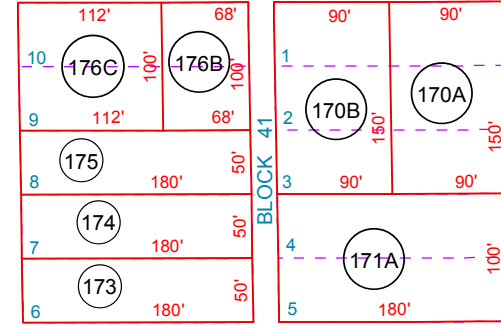 112' 68' 90' 90'
10 176C 100' 176B 100' 1 170B 170A
9 112' 68' 2 150' 150'
175 50'
8 180' 3 90' 90'
BLOCK 41
174 50' 4 171A 100'
7 180'
173 50'
6 180' 5 180'